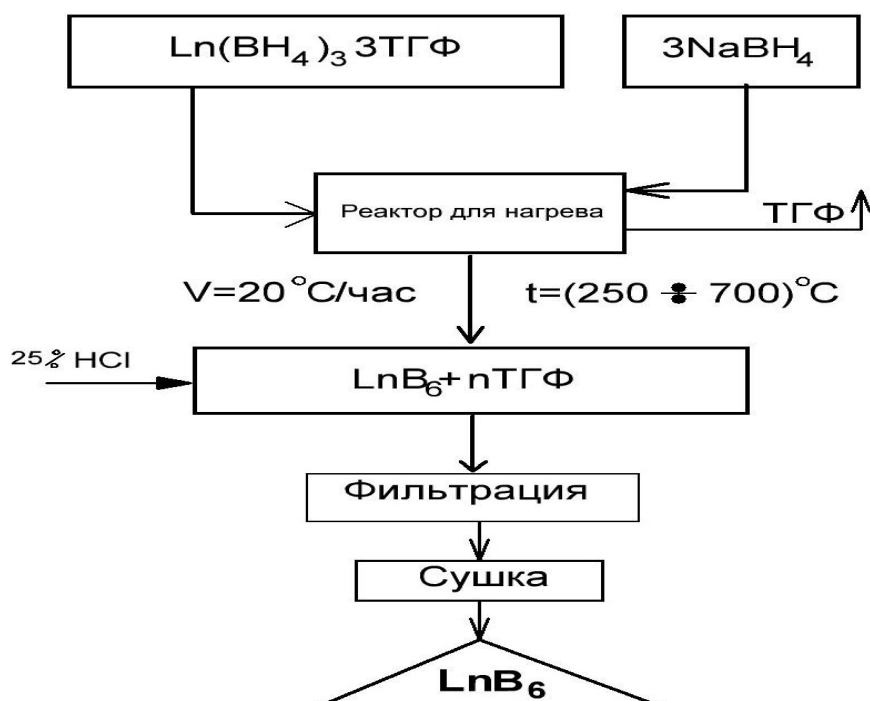 Ln(BH₄)₃ 3ТГФ
3NaBH₄
Реактор для нагрева
ТГФ
V=20°C/час
t=(250 ÷ 700)°C
25% HCl
LnB₆+nТГФ
Фильтрация
Сушка
LnB₆